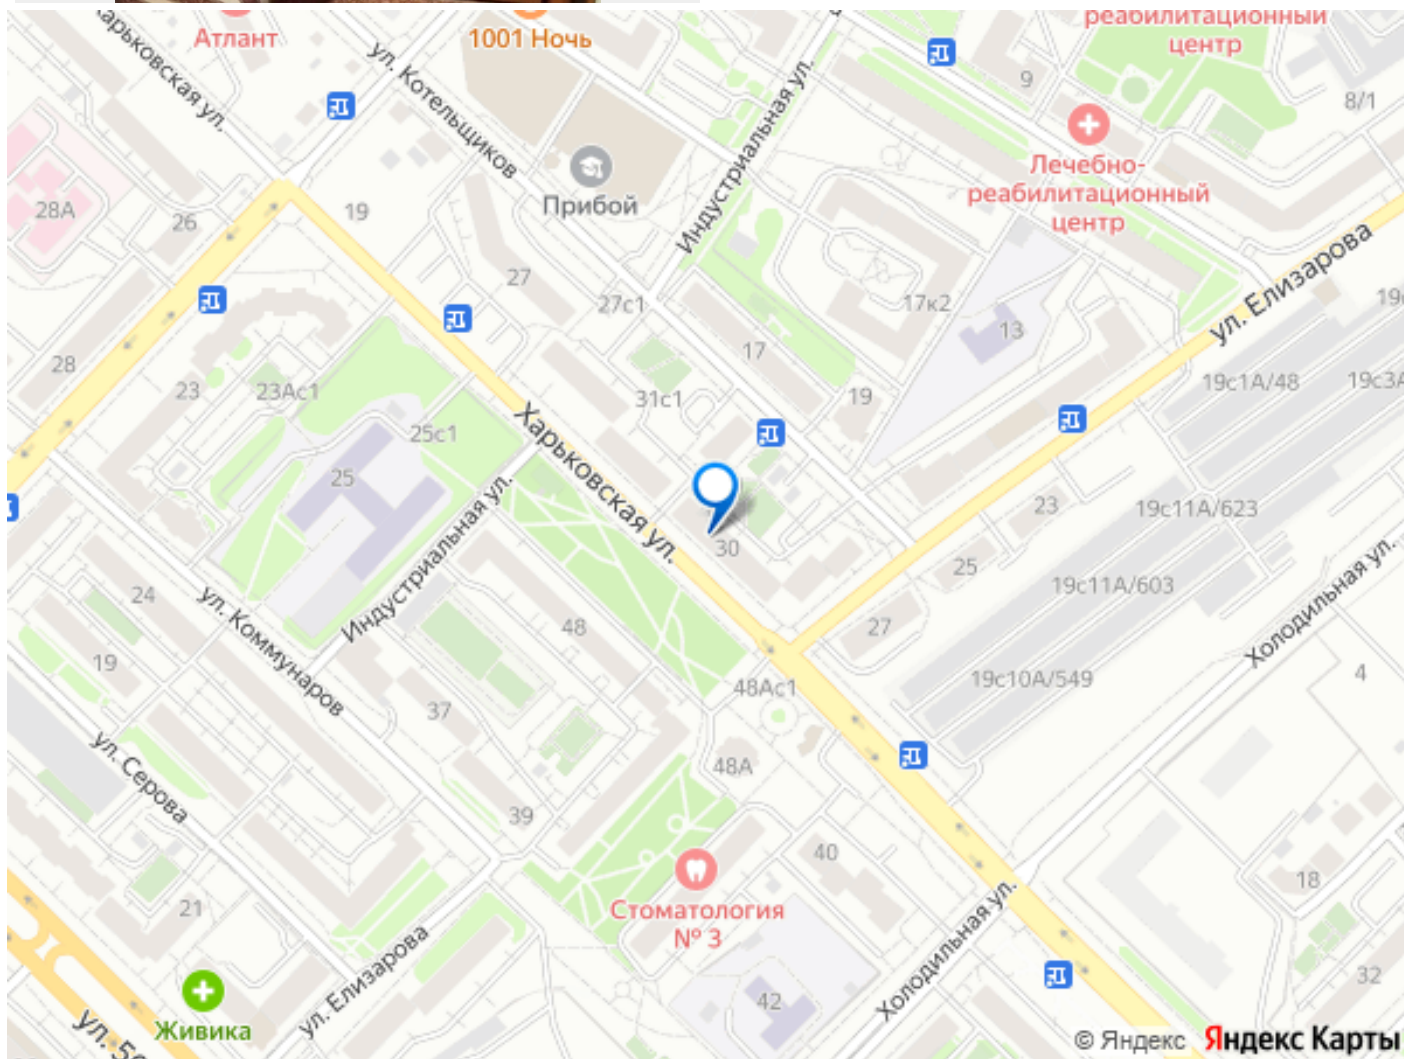 реабилитационный
центр
Атлант
1001 Ночь
ул. Котельщиков
9
8/1
Индустриальная ул.
Лечебно-
реабилитационный
центр
Прибой
28А
26
19
27
27с1
17к2
13
ул. Елизарова
28
17
23
23Ас1
31с1
19
19с1А/48
25с1
Харьковская ул.
25
23
19с11А/623
30
25
19с11А/603
Индустриальная ул.
Холодильная ул.
24
ул. Коммунаров
48
27
19
19с10А/549
4
48Ас1
37
ул. Серова
48А
39
40
18
21
Стоматология
№ 3
ул. Елизарова
Холодильная ул.
42
32
Живика
© Яндекс Яндекс Карты